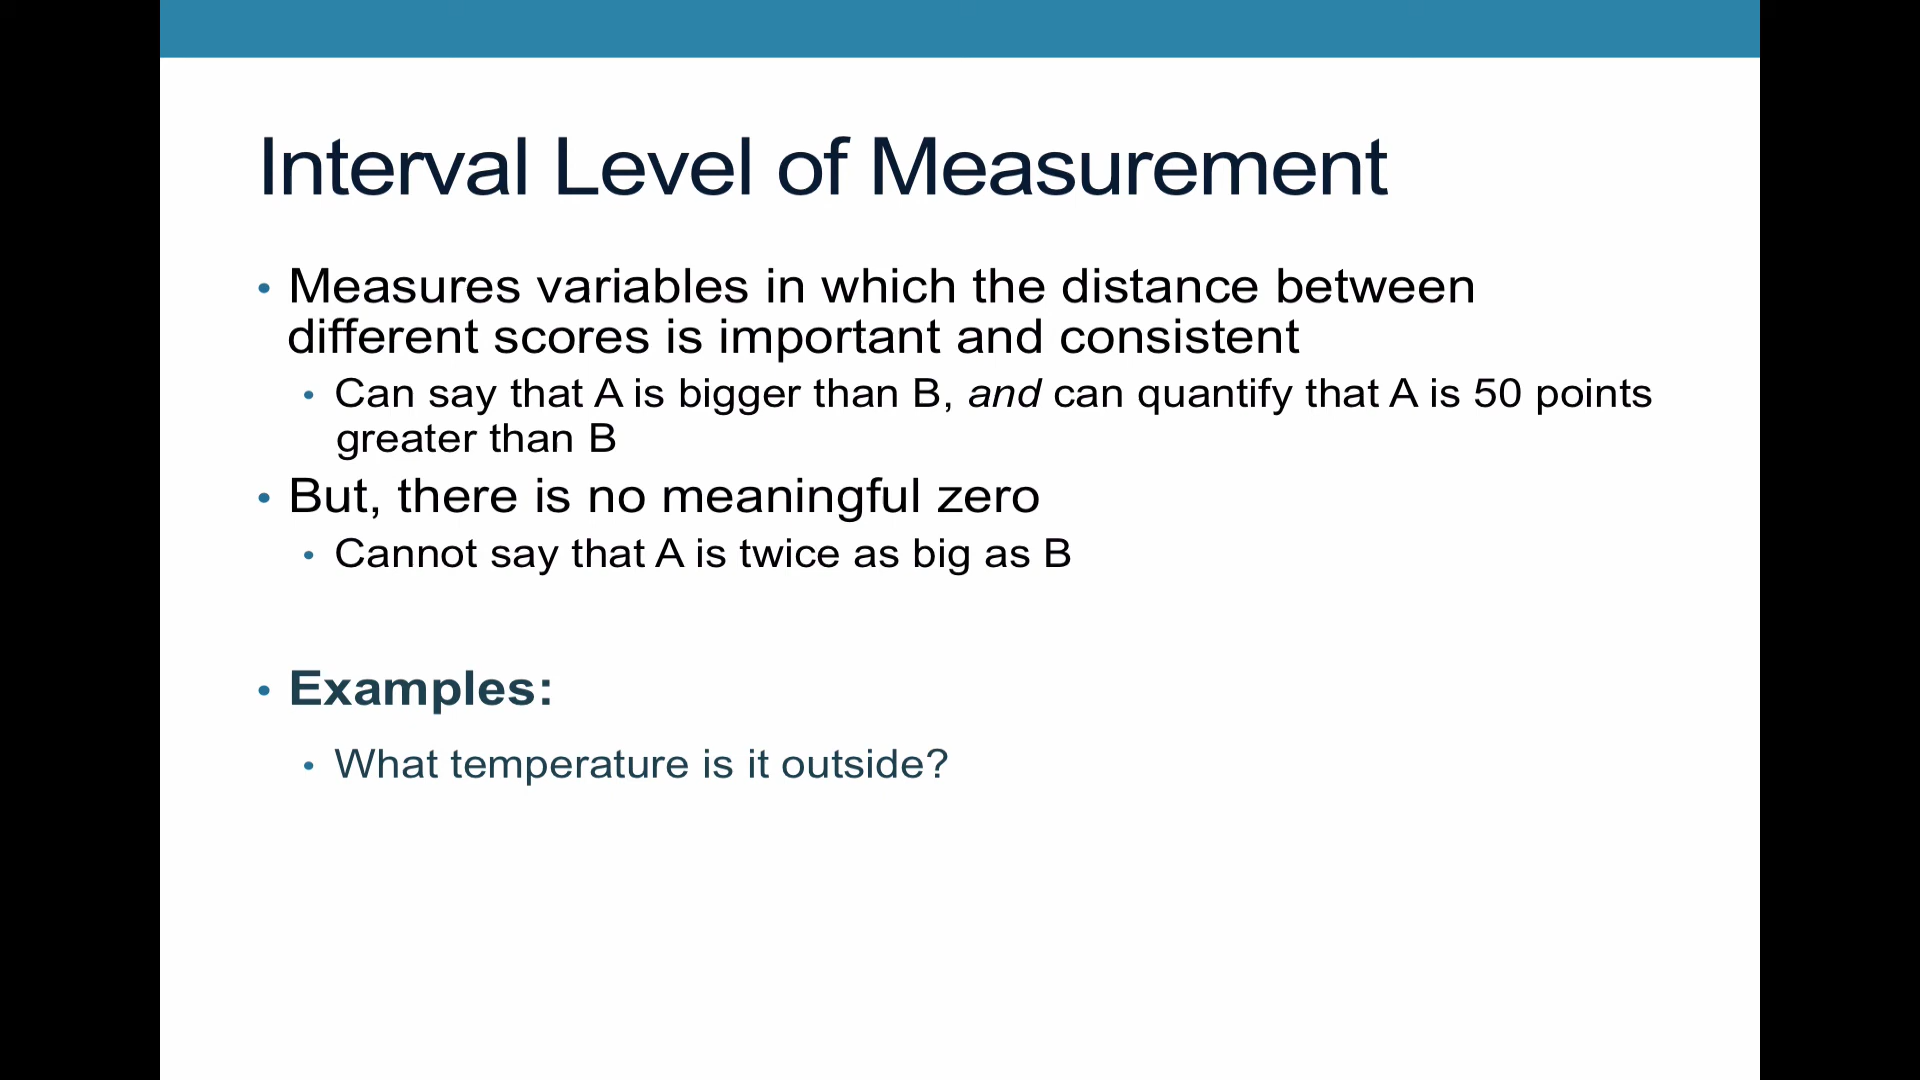 Interval Level of Measurement
• Measures variables in which the distance between
different scores is important and consistent
• Can say that A is bigger than B, and can quantify that A is 50 points
greater than B
• But, there is no meaningful zero
• Cannot say that A is twice as big as B
• Examples:
• What temperature is it outside?